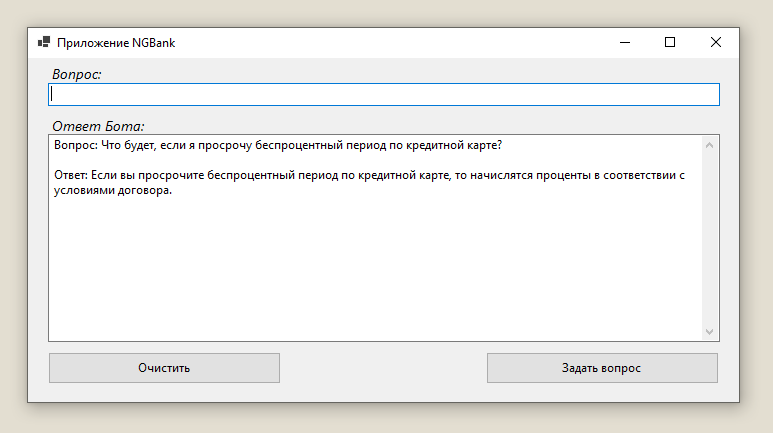 Приложение NGBank
Вопрос:
Ответ Бота:
Вопрос: Что будет, если я просрочу беспроцентный период по кредитной карте?
Ответ: Если вы просрочите беспроцентный период по кредитной карте, то начислятся проценты в соответствии с
условиями договора.
Очистить
Задать вопрос